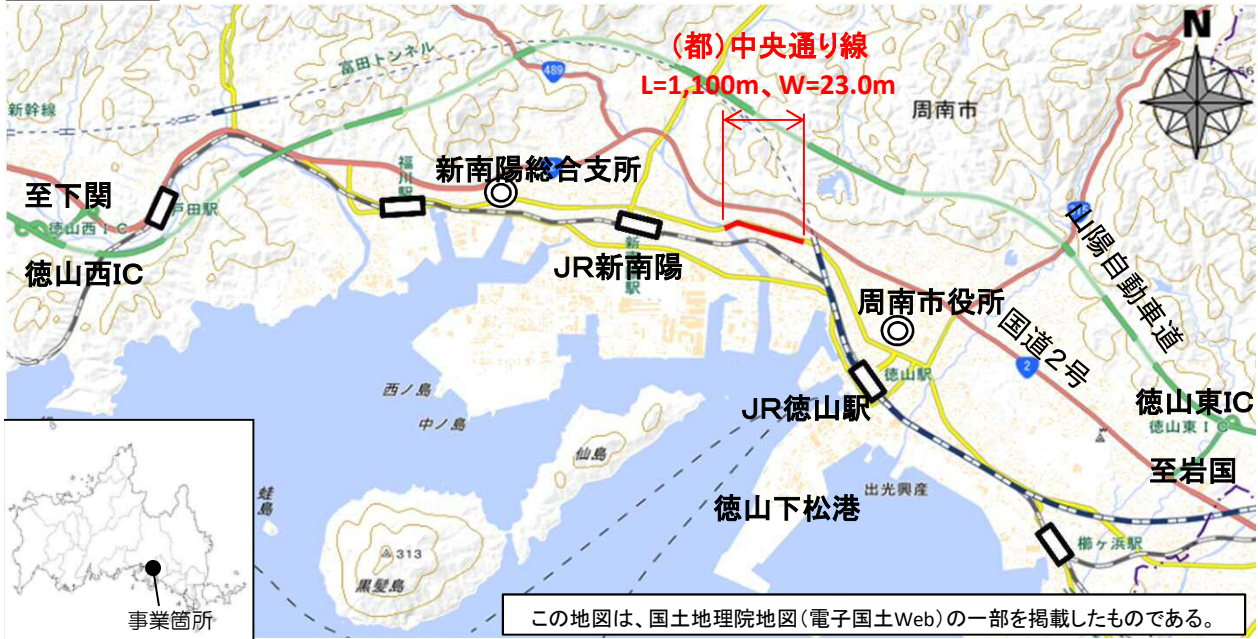 (都)中央通り線
L=1,100m、W=23.0m
N
富田トンネル
489
新幹線
周南市
福川駅
新南陽総合支所
至下関
戸田駅
徳山西IC
徳山西IC
JR新南陽
周南市役所
山陽自動車道
国道2号
2
徳山駅
JR徳山駅
徳山東IC
徳山東IC
至岩国
西ノ島
中ノ島
仙島
出光興産
徳山下松港
蛙島
313
黒髪島
櫛ヶ浜駅
事業箇所
この地図は、国土地理院地図(電子国土Web)の一部を掲載したものである。